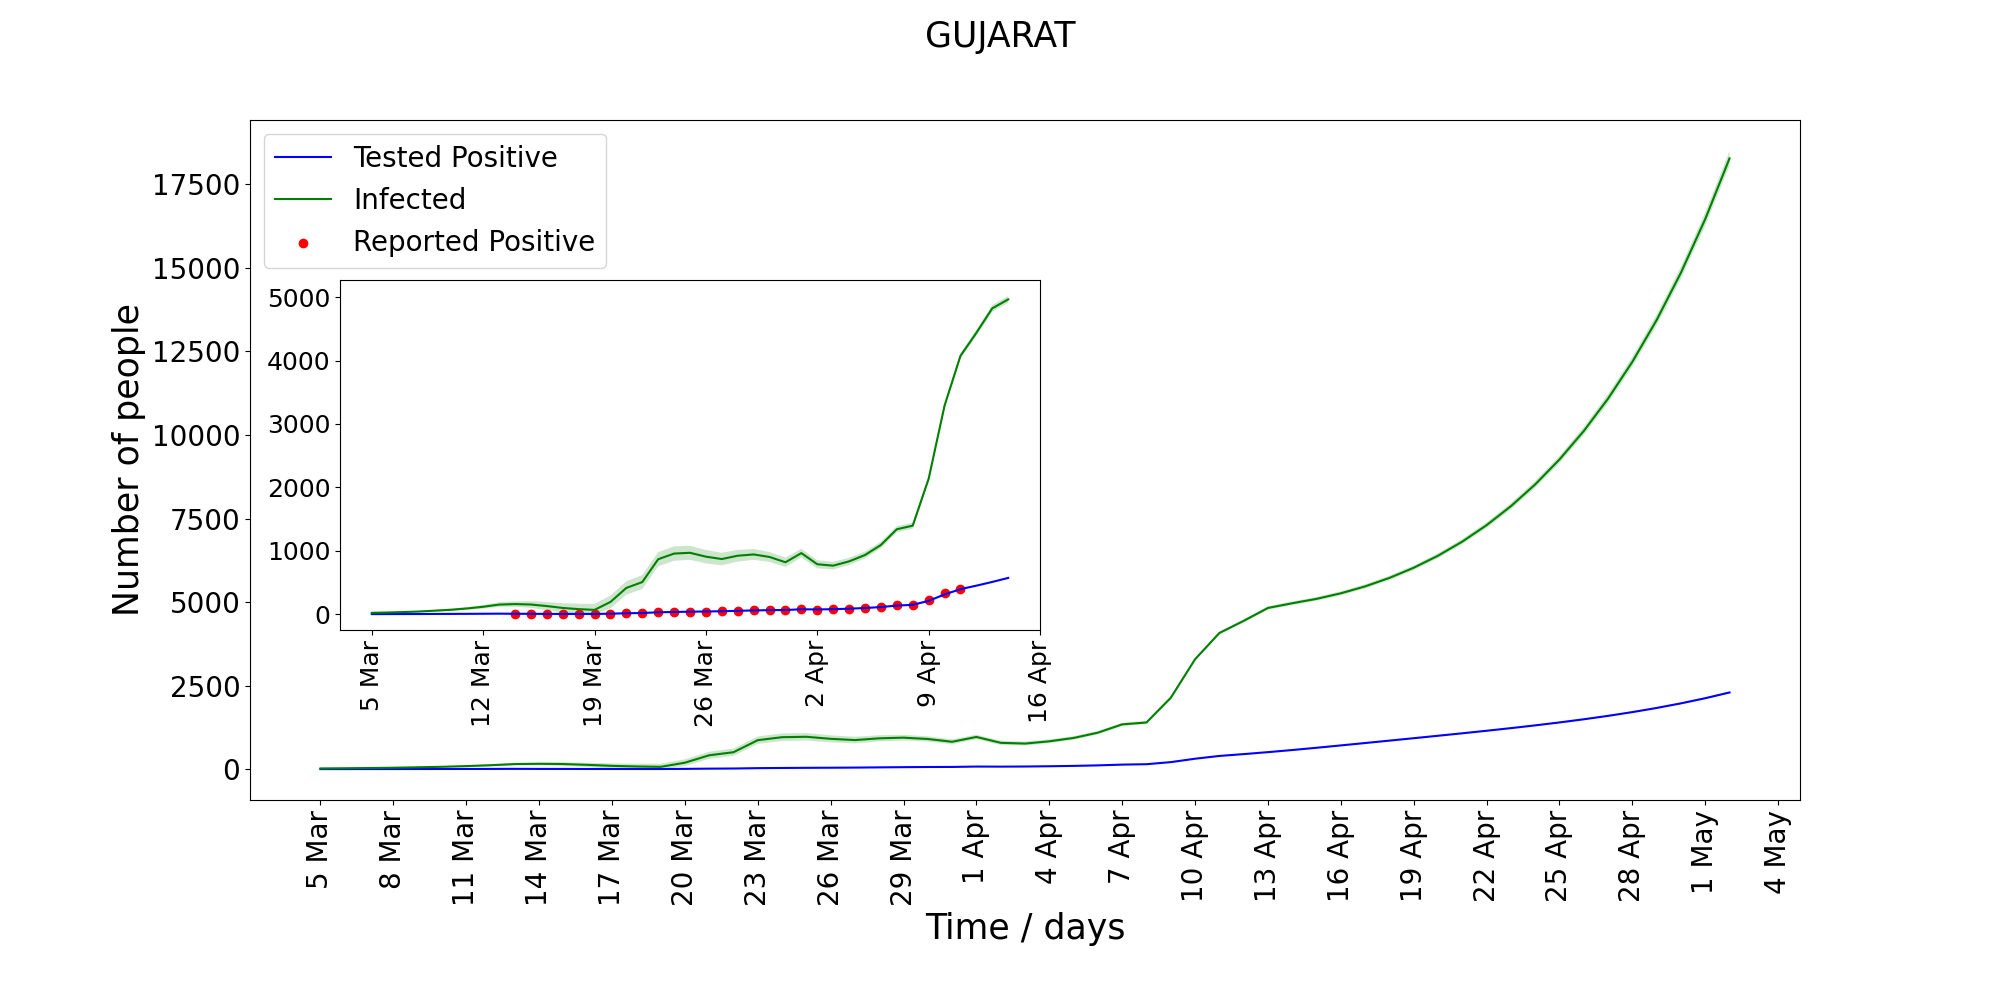 GUJARAT
Tested Positive
Infected
Reported Positive
Number of people
17500
15000
12500
10000
7500
5000
2500
0
5000
4000
3000
2000
1000
0
5 Mar
12 Mar
19 Mar
26 Mar
2 Apr
9 Apr
16 Apr
5 Mar
8 Mar
11 Mar
14 Mar
17 Mar
20 Mar
23 Mar
26 Mar
29 Mar
1 Apr
4 Apr
7 Apr
10 Apr
13 Apr
16 Apr
19 Apr
22 Apr
25 Apr
28 Apr
1 May
4 May
Time / days